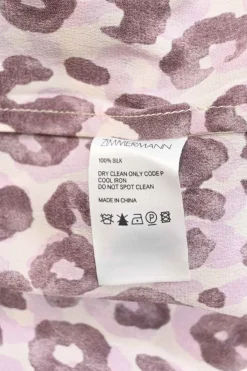 ZIMMERMANN
100% SILK
DRY CLEAN ONLY CODE P
COOL IRON
DO NOT SPOT CLEAN
MADE IN CHINA